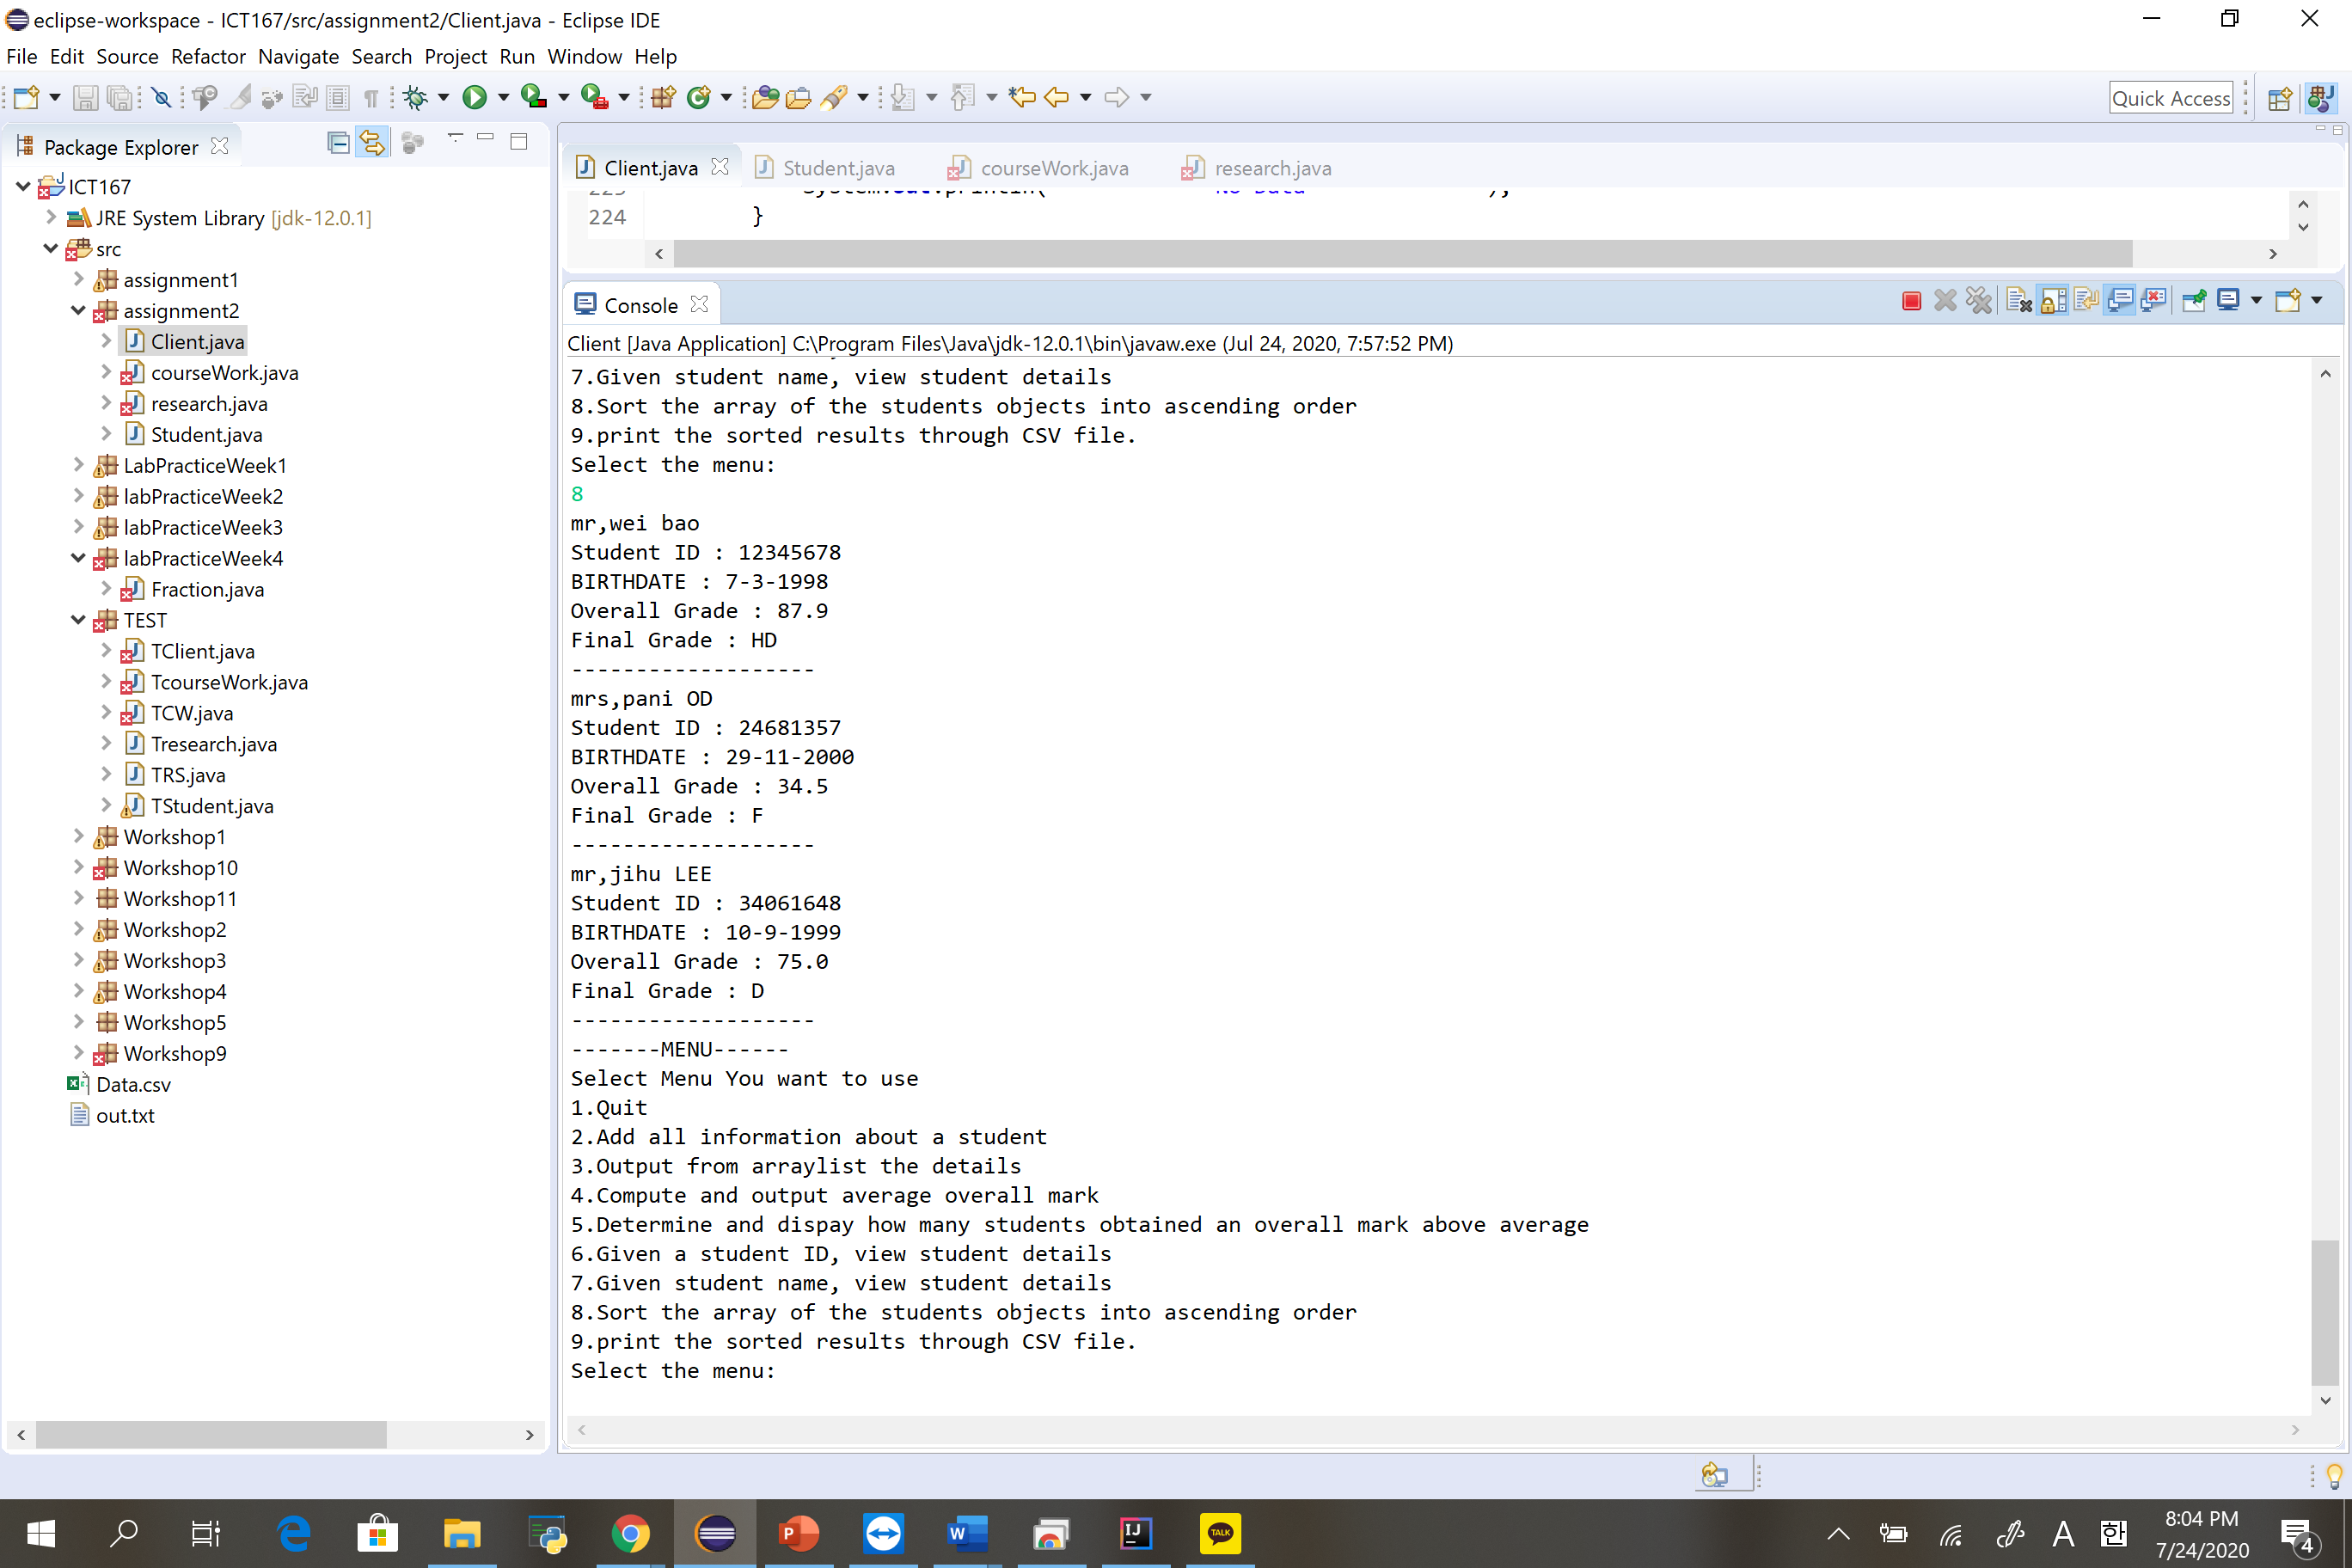 eclipse-workspace - ICT167/src/assignment2/Client.java - Eclipse IDE
File Edit Source Refactor Navigate Search Project Run Window Help
Quick Access
Package Explorer
ICT167
JRE System Library [jdk-12.0.1]
src
assignment1
assignment2
Client.java
courseWork.java
research.java
Student.java
LabPracticeWeek1
labPracticeWeek2
labPracticeWeek3
labPracticeWeek4
Fraction.java
TEST
TClient.java
TcourseWork.java
TCW.java
Tresearch.java
TRS.java
TStudent.java
Workshop1
Workshop10
Workshop11
Workshop2
Workshop3
Workshop4
Workshop5
Workshop9
Data.csv
out.txt
Client.java Student.java courseWork.java research.java
224 }
Console
Client [Java Application] C:\Program Files\Java\jdk-12.0.1\bin\javaw.exe (Jul 24, 2020, 7:57:52 PM)
7.Given student name, view student details
8.Sort the array of the students objects into ascending order
9.print the sorted results through CSV file.
Select the menu:
8
mr,wei bao
Student ID : 12345678
BIRTHDATE : 7-3-1998
Overall Grade : 87.9
Final Grade : HD
-------------------
mrs,pani OD
Student ID : 24681357
BIRTHDATE : 29-11-2000
Overall Grade : 34.5
Final Grade : F
-------------------
mr,jihu LEE
Student ID : 34061648
BIRTHDATE : 10-9-1999
Overall Grade : 75.0
Final Grade : D
-------------------
-------MENU------
Select Menu You want to use
1.Quit
2.Add all information about a student
3.Output from arraylist the details
4.Compute and output average overall mark
5.Determine and dispay how many students obtained an overall mark above average
6.Given a student ID, view student details
7.Given student name, view student details
8.Sort the array of the students objects into ascending order
9.print the sorted results through CSV file.
Select the menu:
TALK
A 한
8:04 PM
7/24/2020
4